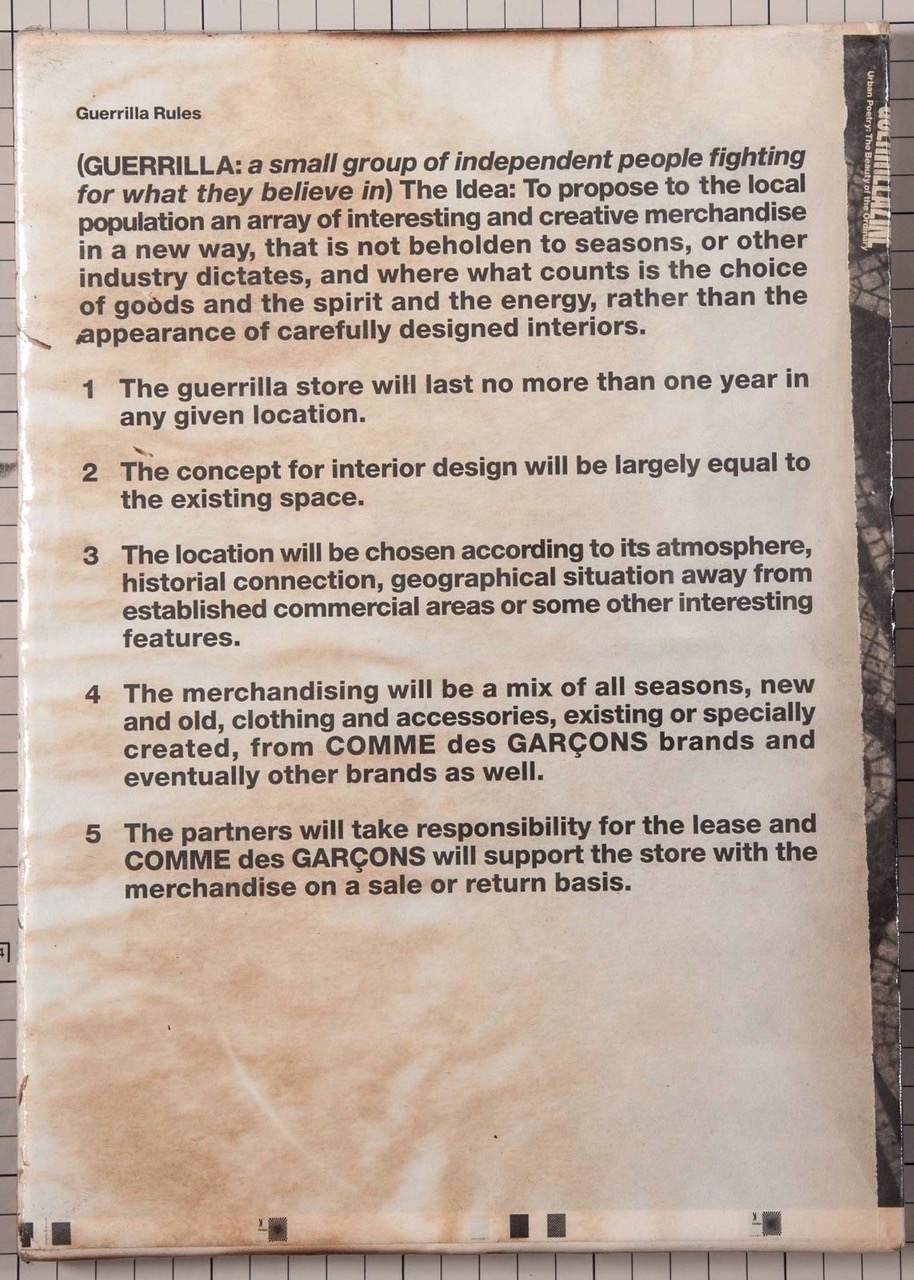 Guerrilla Rules
(GUERRILLA: a small group of independent people fighting
for what they believe in) The Idea: To propose to the local
population an array of interesting and creative merchandise
in a new way, that is not beholden to seasons, or other
industry dictates, and where what counts is the choice
of goods and the spirit and the energy, rather than the
appearance of carefully designed interiors.
1 The guerrilla store will last no more than one year in
any given location.
2 The concept for interior design will be largely equal to
the existing space.
3 The location will be chosen according to its atmosphere,
historial connection, geographical situation away from
established commercial areas or some other interesting
features.
4 The merchandising will be a mix of all seasons, new
and old, clothing and accessories, existing or specially
created, from COMME des GARÇONS brands and
eventually other brands as well.
5 The partners will take responsibility for the lease and
COMME des GARÇONS will support the store with the
merchandise on a sale or return basis.
GUERRILLAZINE
Urban Poetry: The Beauty of the Ordinary